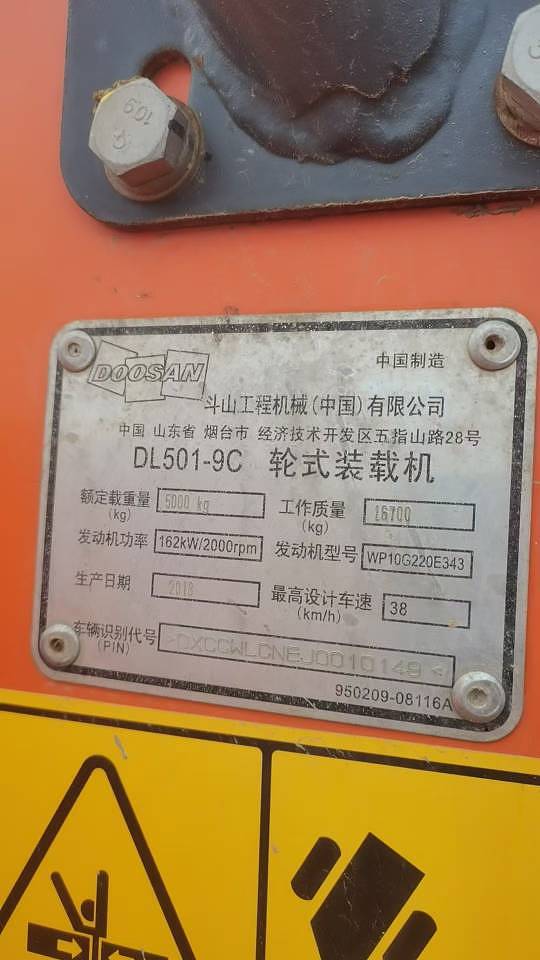 109
DOOSAN
中国制造
斗山工程机械(中国)有限公司
中国 山东省 烟台市 经济技术开发区五指山路28号
DL501-9C 轮式装载机
额定载重量(kg) 5000 kg 工作质量(kg) 16700
发动机功率 162kW/2000rpm 发动机型号 WP10G220E343
生产日期 2018 最高设计车速(km/h) 38
车辆识别代号(PIN) >DXCCWLCNEJ0010149<
950209-08116A